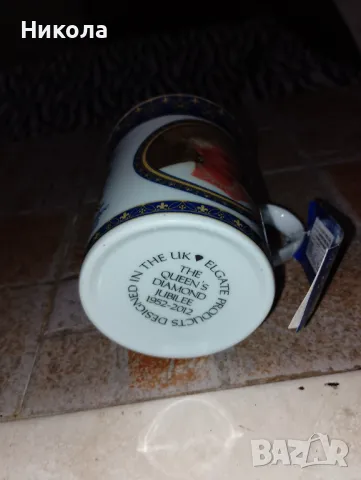 Никола
ELGATE PRODUCTS DESIGNED IN THE UK ♥
THE
QUEEN'S
DIAMOND
JUBILEE
1952-2012
BAZAR